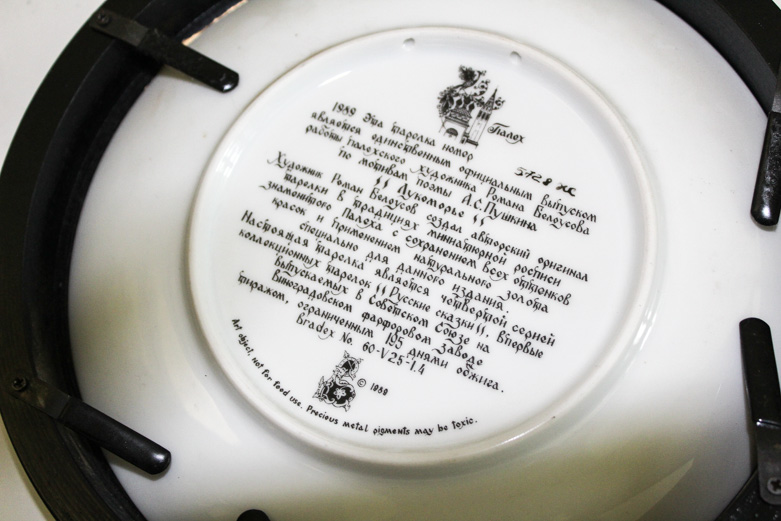 Палех
1989 Эта тарелка номер 5728 ЖС
является единственным официальным выпуском
работы палехского художника Романа Белоусова
по мотивам поэмы А.С.Пушкина
"Лукоморье"
Художник Роман Белоусов создал авторский оригинал
тарелки в традициях миниатюрной росписи
знаменитого Палеха с сохранением всех оттенков
красок и применением натурального золота
специально для данного издания.
Настоящая тарелка является четвертой серией
коллекционных тарелок "Русские сказки". Впервые
выпускаемых в Советском Союзе на
Виноградовском фарфоровом заводе
тиражом, ограниченным 195 днями обжига.
Bradex No. 60-V25-1.4
© 1988
Art object, not for food use. Precious metal pigments may be toxic.